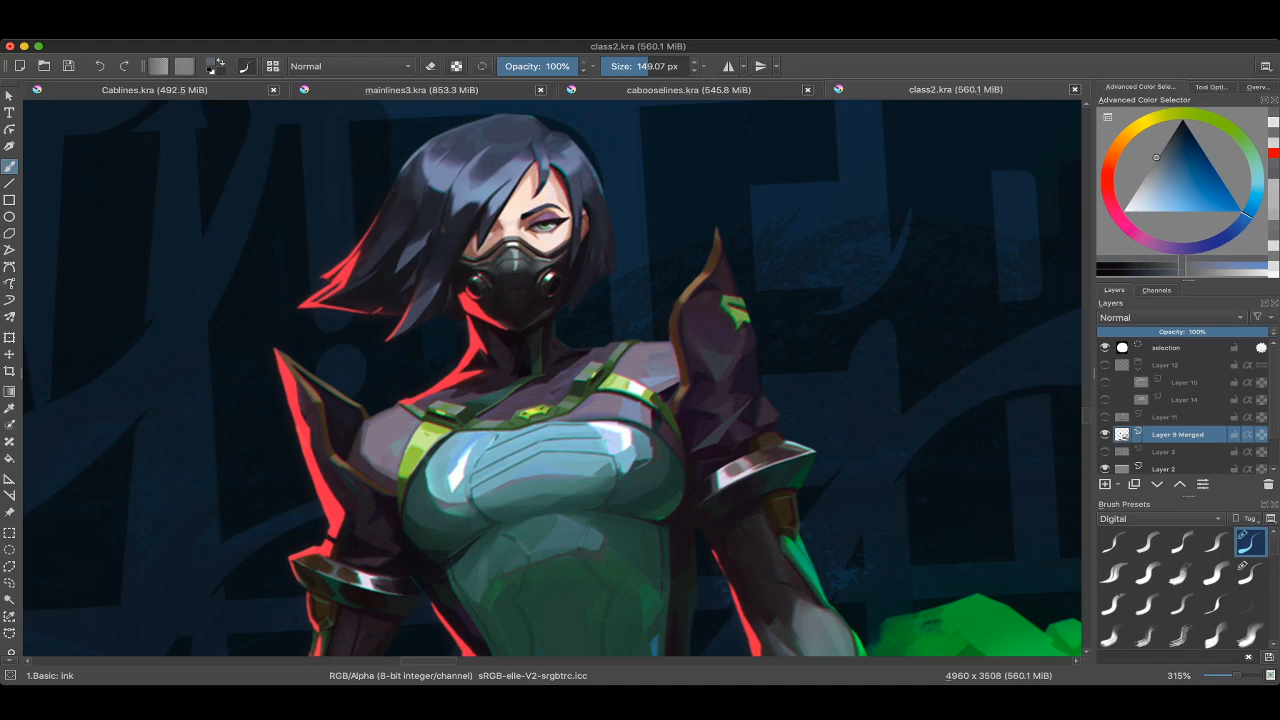 class2.kra (560.1 MiB)
Normal
Opacity: 100%
Size: 149.07 px
Cablines.kra (492.5 MiB)
mainlines3.kra (853.3 MiB)
cabooselines.kra (545.8 MiB)
class2.kra (560.1 MiB)
Advanced Color Selec...
Tool Opti...
Overv...
Advanced Color Selector
Layers
Channels
Layers
Normal
Opacity: 100%
selection
Layer 12
Layer 15
Layer 14
Layer 11
Layer 9 Merged
Layer 3
Layer 2
Brush Presets
Digital
Tag
1.Basic: ink
RGB/Alpha (8-bit integer/channel) sRGB-elle-V2-srgbtrc.icc
4960 x 3508 (560.1 MiB)
315%